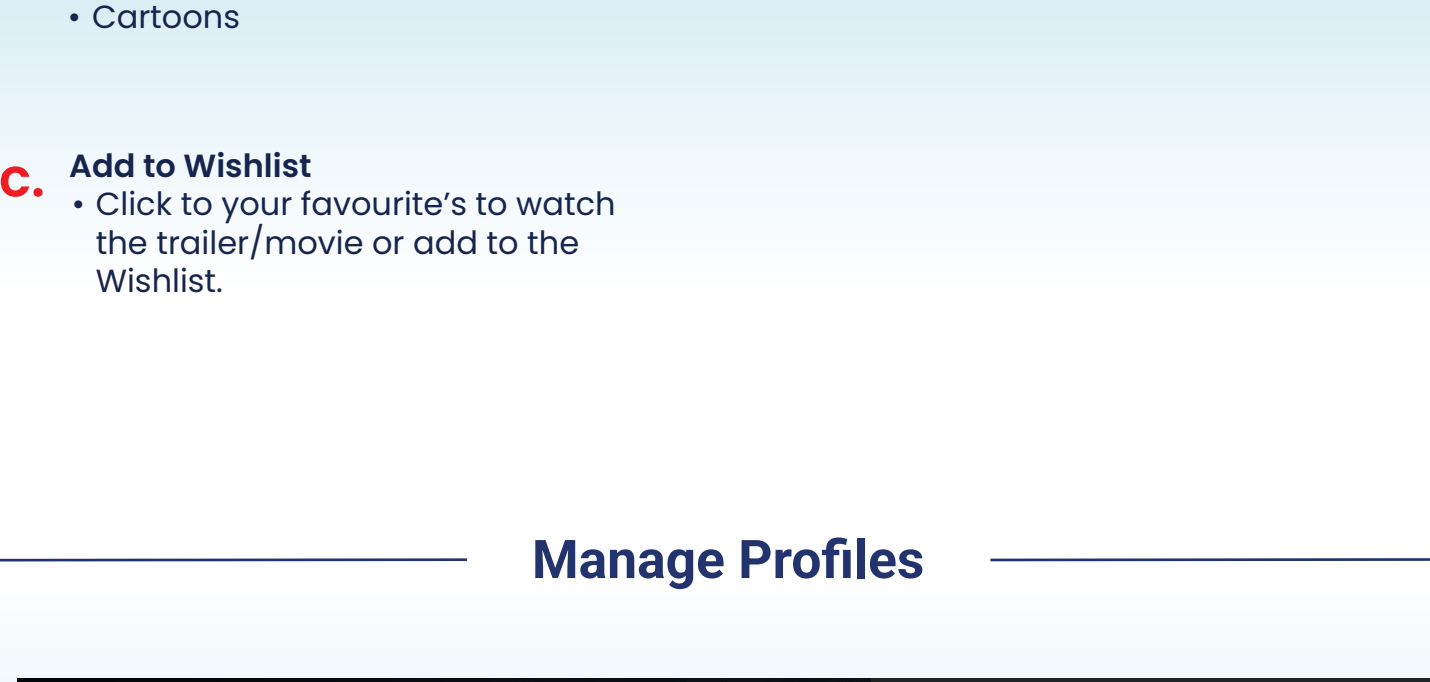 • Cartoons
c. Add to Wishlist
• Click to your favourite's to watch
the trailer/movie or add to the
Wishlist.
Manage Profiles